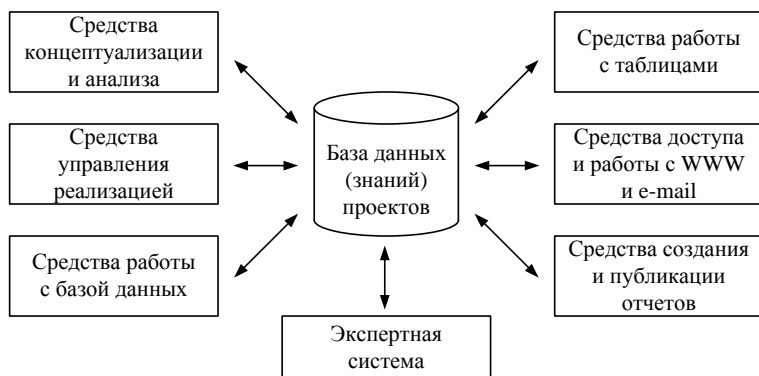 Средства
концептуализации
и анализа
Средства
управления
реализацией
Средства работы
с базой данных
База данных
(знаний)
проектов
Экспертная
система
Средства работы
с таблицами
Средства доступа
и работы с WWW
и e-mail
Средства создания
и публикации
отчетов